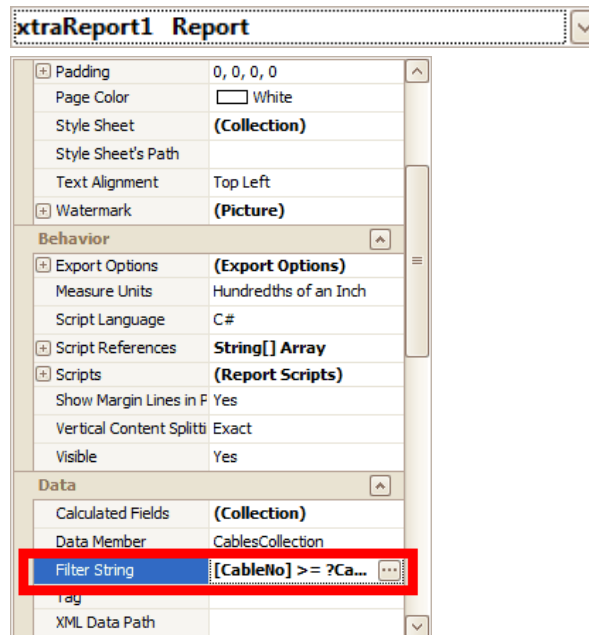 xtraReport1 Report
Padding 0, 0, 0, 0
Page Color White
Style Sheet (Collection)
Style Sheet's Path
Text Alignment Top Left
Watermark (Picture)
Behavior
Export Options (Export Options)
Measure Units Hundredths of an Inch
Script Language C#
Script References String[] Array
Scripts (Report Scripts)
Show Margin Lines in P Yes
Vertical Content Splitti Exact
Visible Yes
Data
Calculated Fields (Collection)
Data Member CablesCollection
Filter String [CableNo] >= ?Ca... ...
Tag
XML Data Path